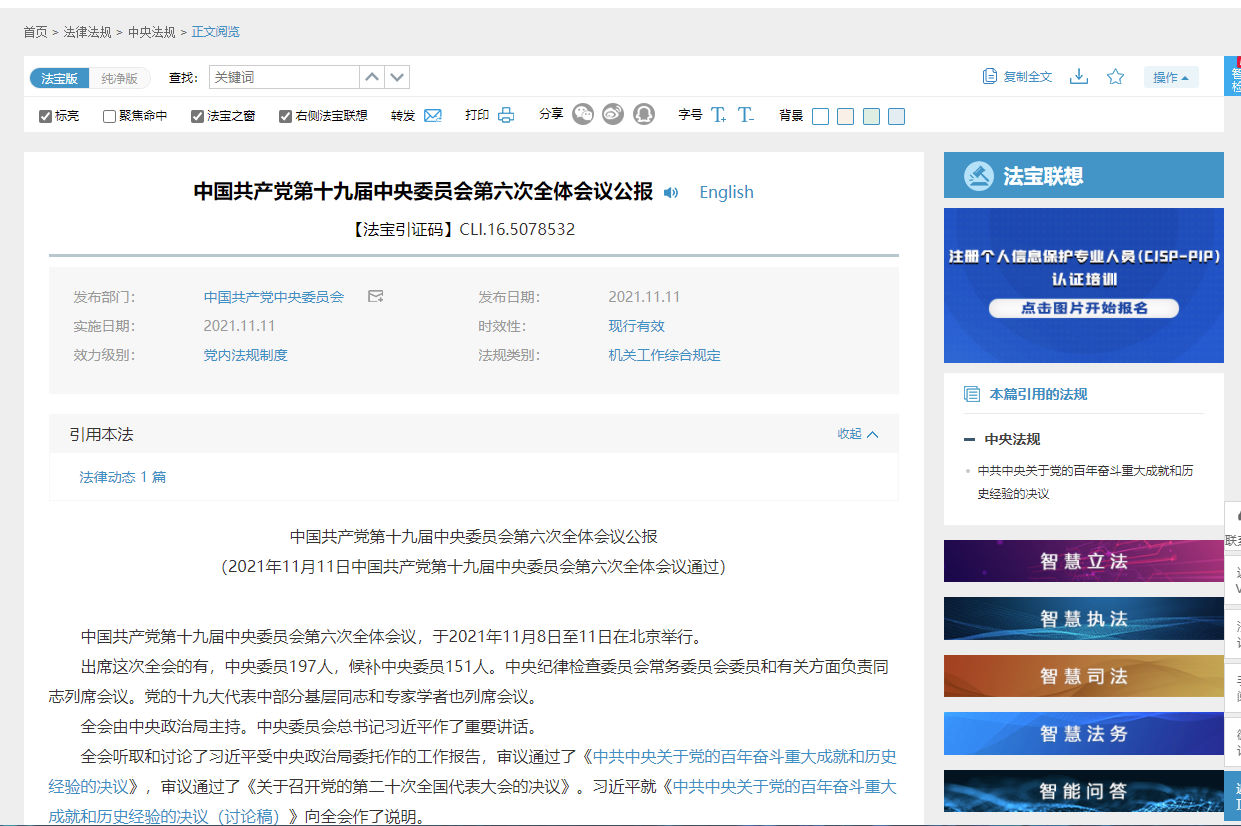 首页 > 法律法规 > 中央法规 > 正文阅览
法宝版 纯净版 查找: 关键词 复制全文 操作
标亮 聚焦命中 法宝之窗 右侧法宝联想 转发 打印 分享 字号 T+ T- 背景
中国共产党第十九届中央委员会第六次全体会议公报 English
【法宝引证码】CLI.16.5078532
发布部门: 中国共产党中央委员会 发布日期: 2021.11.11
实施日期: 2021.11.11 时效性: 现行有效
效力级别: 党内法规制度 法规类别: 机关工作综合规定
引用本法 收起
法律动态 1 篇
中国共产党第十九届中央委员会第六次全体会议公报
(2021年11月11日中国共产党第十九届中央委员会第六次全体会议通过)
中国共产党第十九届中央委员会第六次全体会议，于2021年11月8日至11日在北京举行。
出席这次全会的有，中央委员197人，候补中央委员151人。中央纪律检查委员会常务委员会委员和有关方面负责同
志列席会议。党的十九大代表中部分基层同志和专家学者也列席会议。
全会由中央政治局主持。中央委员会总书记习近平作了重要讲话。
全会听取和讨论了习近平受中央政治局委托作的工作报告，审议通过了《中共中央关于党的百年奋斗重大成就和历史
经验的决议》，审议通过了《关于召开党的第二十次全国代表大会的决议》。习近平就《中共中央关于党的百年奋斗重大
成就和历史经验的决议（讨论稿）》向全会作了说明。
法宝联想
注册个人信息保护专业人员(CISP-PIP)
认证培训
点击图片开始报名
本篇引用的法规
中央法规
中共中央关于党的百年奋斗重大成就和历
史经验的决议
智慧立法
智慧执法
智慧司法
智慧法务
智能问答